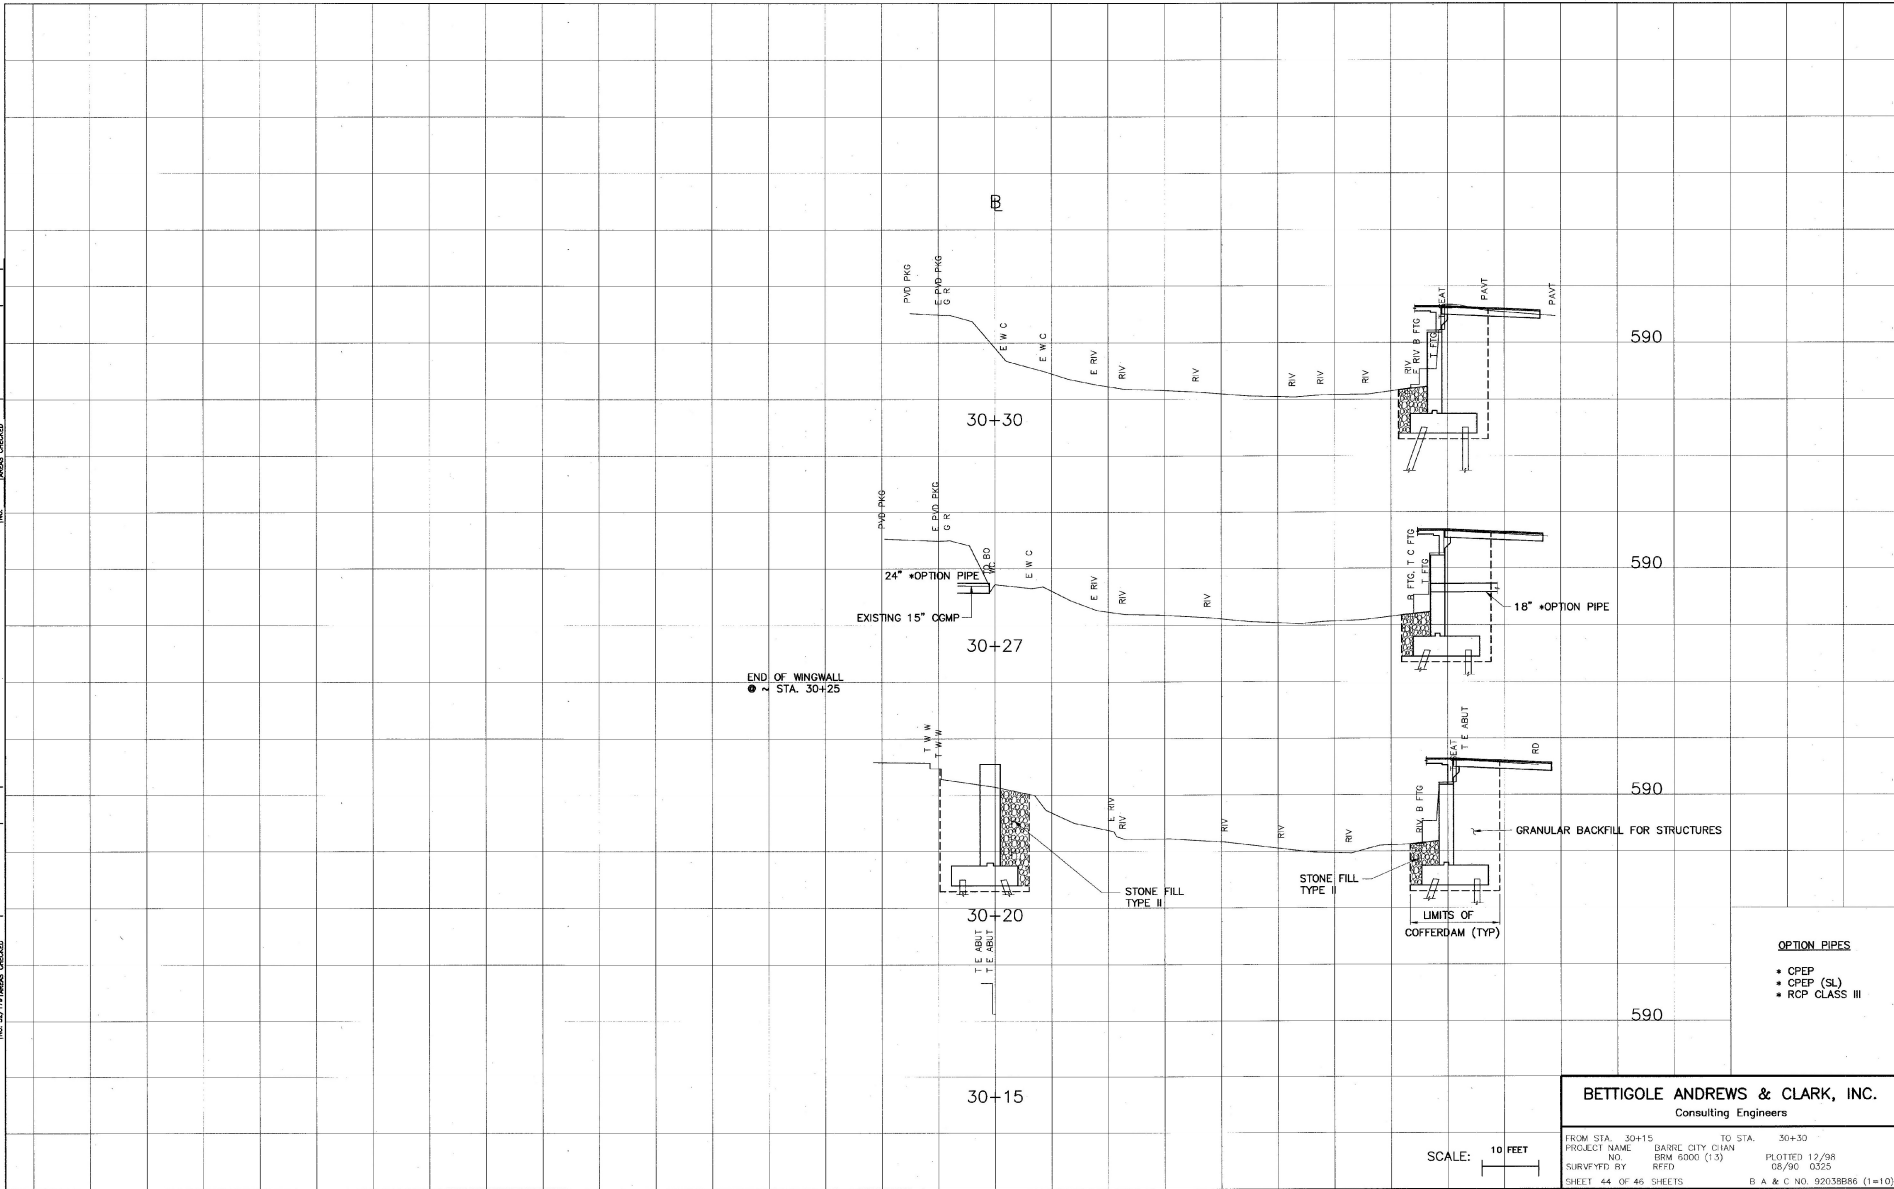 BL
PVD PKG
E PVD PKG
G R
E W C
E W C
E RIV
RIV
RIV
RIV
RIV
RIV
RIV
E RIV B FTG
T FTG
PAVT
PAVT
590
30+30
PVD PKG
E PVD PKG
G R
E W C
E RIV
RIV
RIV
B FTG, T C FTG
T FTG
24" *OPTION PIPE
EXISTING 15" CGMP
18" *OPTION PIPE
590
30+27
END OF WINGWALL
@ ~ STA. 30+25
T W W
T W W
E RIV
RIV
RIV
RIV
RIV
RIV, B FTG
T E ABUT
RD
590
GRANULAR BACKFILL FOR STRUCTURES
STONE FILL
TYPE II
STONE FILL
TYPE II
LIMITS OF
COFFERDAM (TYP)
30+20
T E ABUT
T E ABUT
590
30+15
OPTION PIPES
* CPEP
* CPEP (SL)
* RCP CLASS III
SCALE: 10 FEET
BETTIGOLE ANDREWS & CLARK, INC.
Consulting Engineers
FROM STA. 30+15 TO STA. 30+30
PROJECT NAME BARRE CITY CHAN
NO. BRM 6000 (13) PLOTTED 12/98
SURVEYED BY REED 08/90 0325
SHEET 44 OF 46 SHEETS B A & C NO. 92038B86 (1=10)